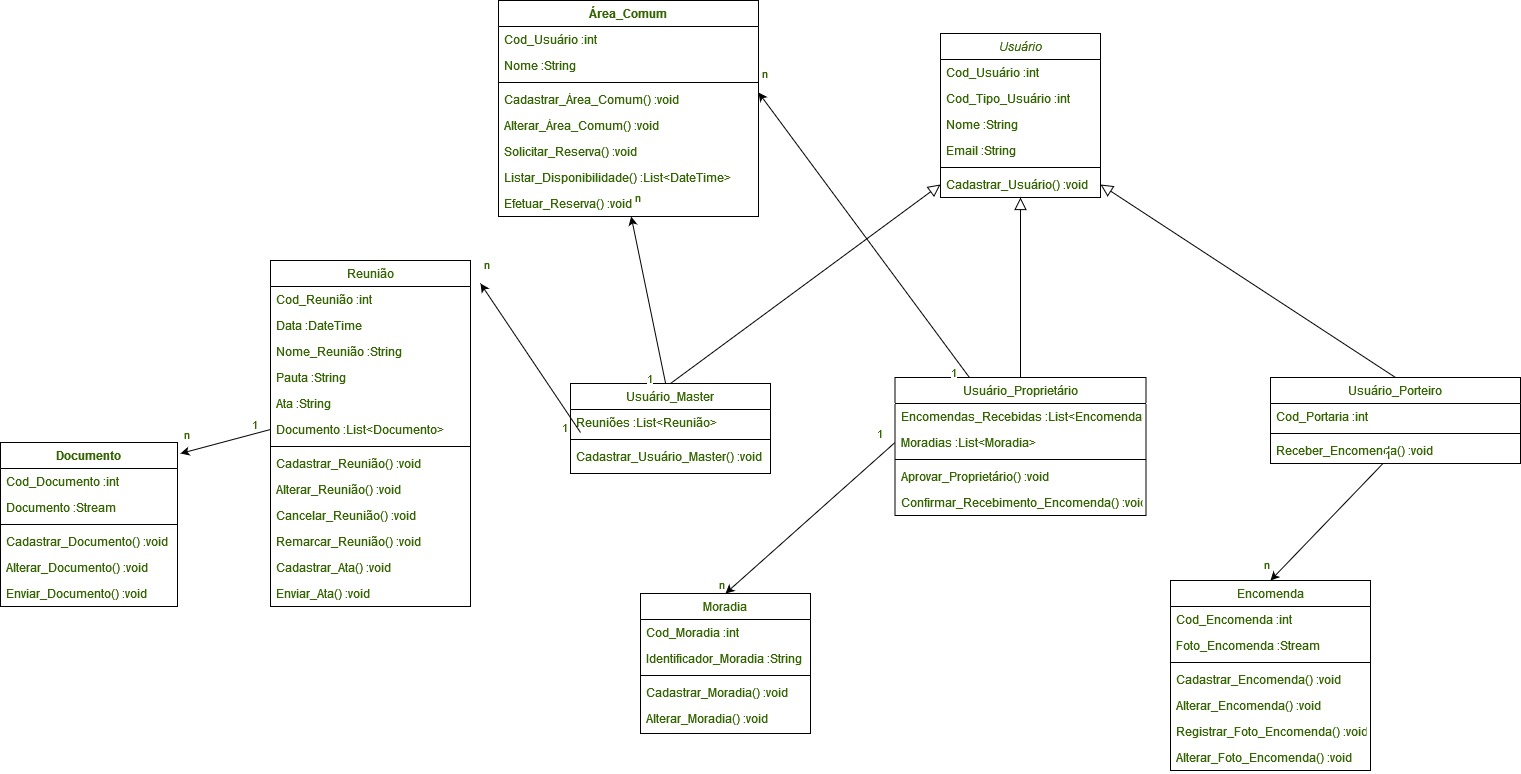 Área_Comum
Cod_Usuário :int
Nome :String
Cadastrar_Área_Comum() :void
Alterar_Área_Comum() :void
Solicitar_Reserva() :void
Listar_Disponibilidade() :List<DateTime>
Efetuar_Reserva() :void
n
n
Usuário
Cod_Usuário :int
Cod_Tipo_Usuário :int
Nome :String
Email :String
Cadastrar_Usuário() :void
Reunião
Cod_Reunião :int
Data :DateTime
Nome_Reunião :String
Pauta :String
Ata :String
Documento :List<Documento>
Cadastrar_Reunião() :void
Alterar_Reunião() :void
Cancelar_Reunião() :void
Remarcar_Reunião() :void
Cadastrar_Ata() :void
Enviar_Ata() :void
n
1
n
Documento
Cod_Documento :int
Documento :Stream
Cadastrar_Documento() :void
Alterar_Documento() :void
Enviar_Documento() :void
1
1
Usuário_Master
Reuniões :List<Reunião>
Cadastrar_Usuário_Master() :void
1
1
Usuário_Proprietário
Encomendas_Recebidas :List<Encomenda
Moradias :List<Moradia>
Aprovar_Proprietário() :void
Confirmar_Recebimento_Encomenda() :voi
Usuário_Porteiro
Cod_Portaria :int
Receber_Encomenda() :void
1
n
Moradia
Cod_Moradia :int
Identificador_Moradia :String
Cadastrar_Moradia() :void
Alterar_Moradia() :void
n
Encomenda
Cod_Encomenda :int
Foto_Encomenda :Stream
Cadastrar_Encomenda() :void
Alterar_Encomenda() :void
Registrar_Foto_Encomenda() :void
Alterar_Foto_Encomenda() :void